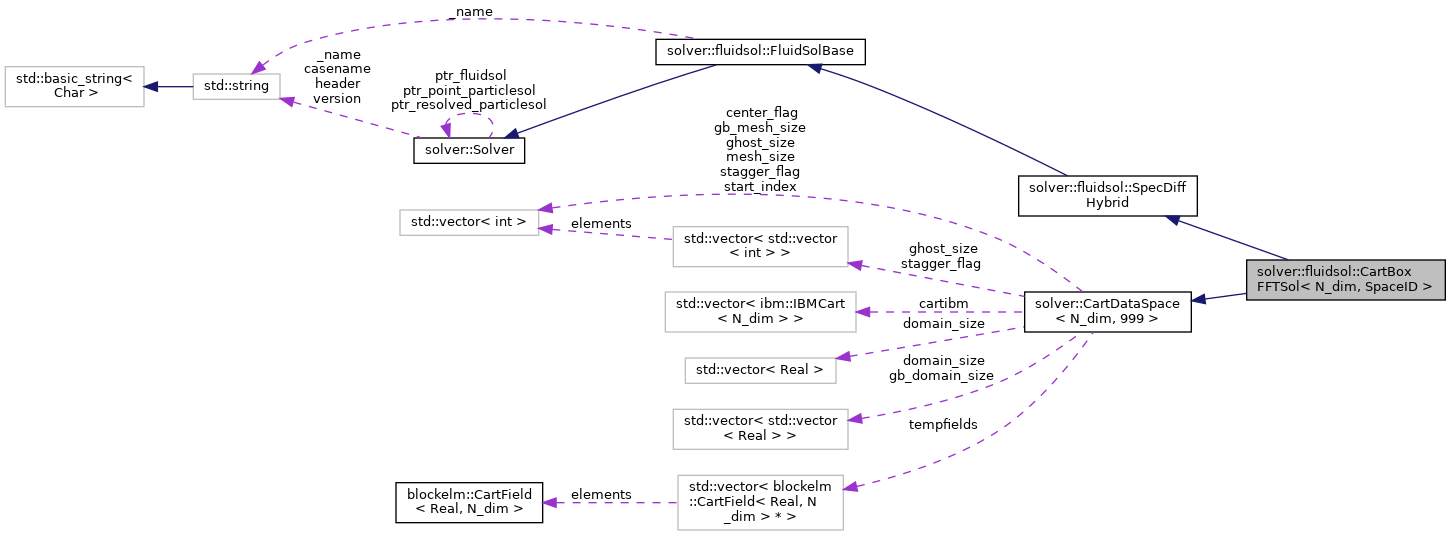 _name
solver::fluidsol::FluidSolBase
std::basic_string<
Char >
std::string
_name
casename
header
version
ptr_fluidsol
ptr_point_particlesol
ptr_resolved_particlesol
solver::Solver
center_flag
gb_mesh_size
ghost_size
mesh_size
stagger_flag
start_index
solver::fluidsol::SpecDiff
Hybrid
std::vector< int >
elements
std::vector< std::vector
< int > >
ghost_size
stagger_flag
solver::fluidsol::CartBox
FFTSol< N_dim, SpaceID >
std::vector< ibm::IBMCart
< N_dim > >
cartibm
solver::CartDataSpace
< N_dim, 999 >
domain_size
std::vector< Real >
domain_size
gb_domain_size
std::vector< std::vector
< Real > >
tempfields
blockelm::CartField
< Real, N_dim >
elements
std::vector< blockelm
::CartField< Real, N
_dim > * >